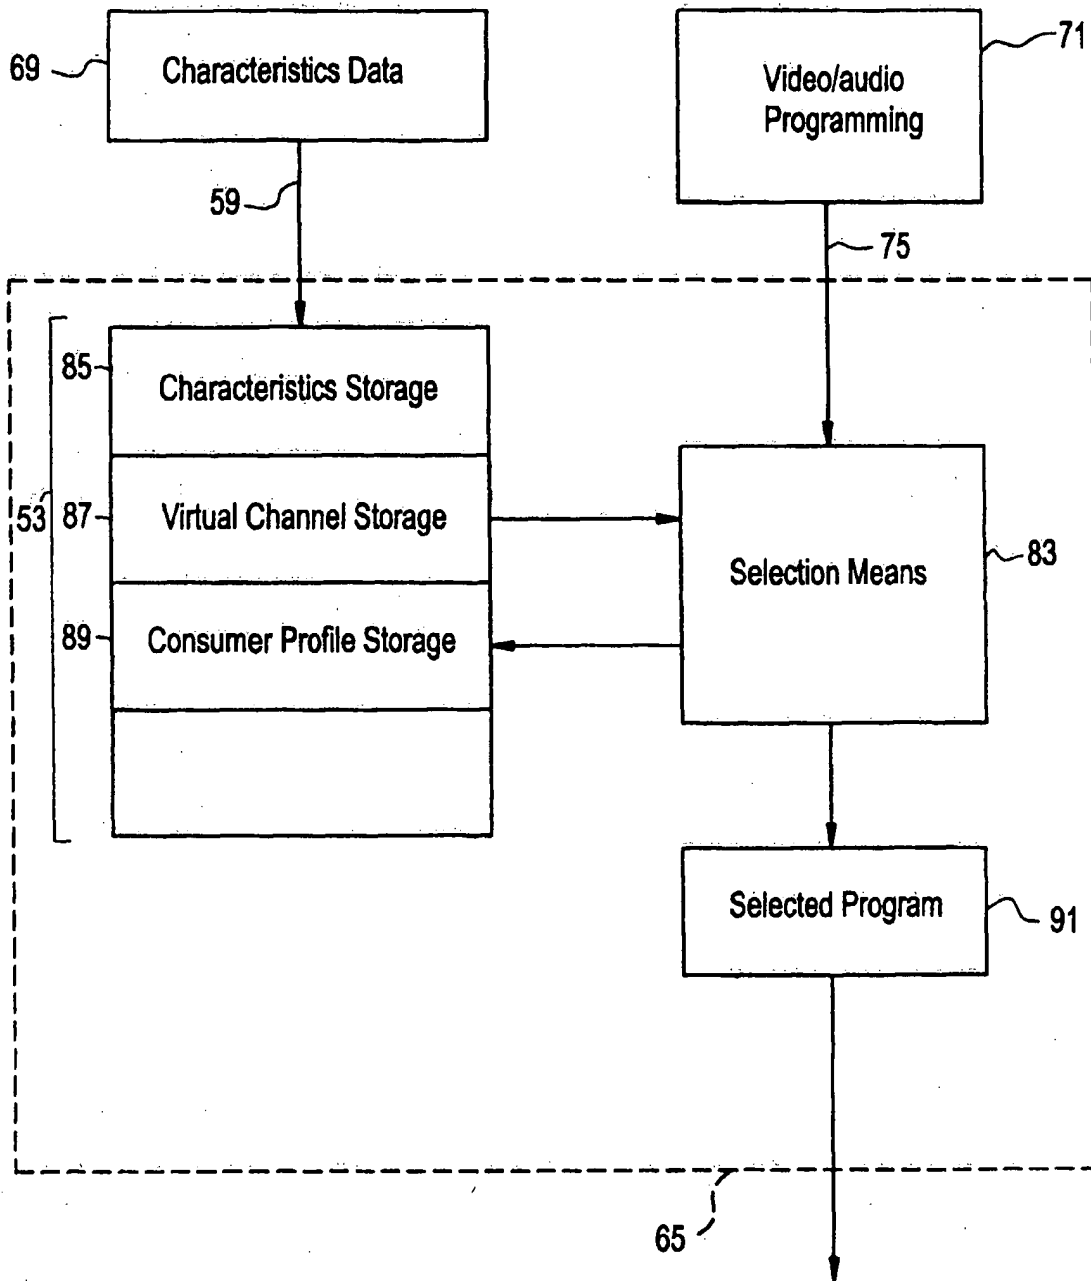 69
Characteristics Data
71
Video/audio
Programming
59
75
53
85
Characteristics Storage
87
Virtual Channel Storage
89
Consumer Profile Storage
Selection Means
83
Selected Program
91
65